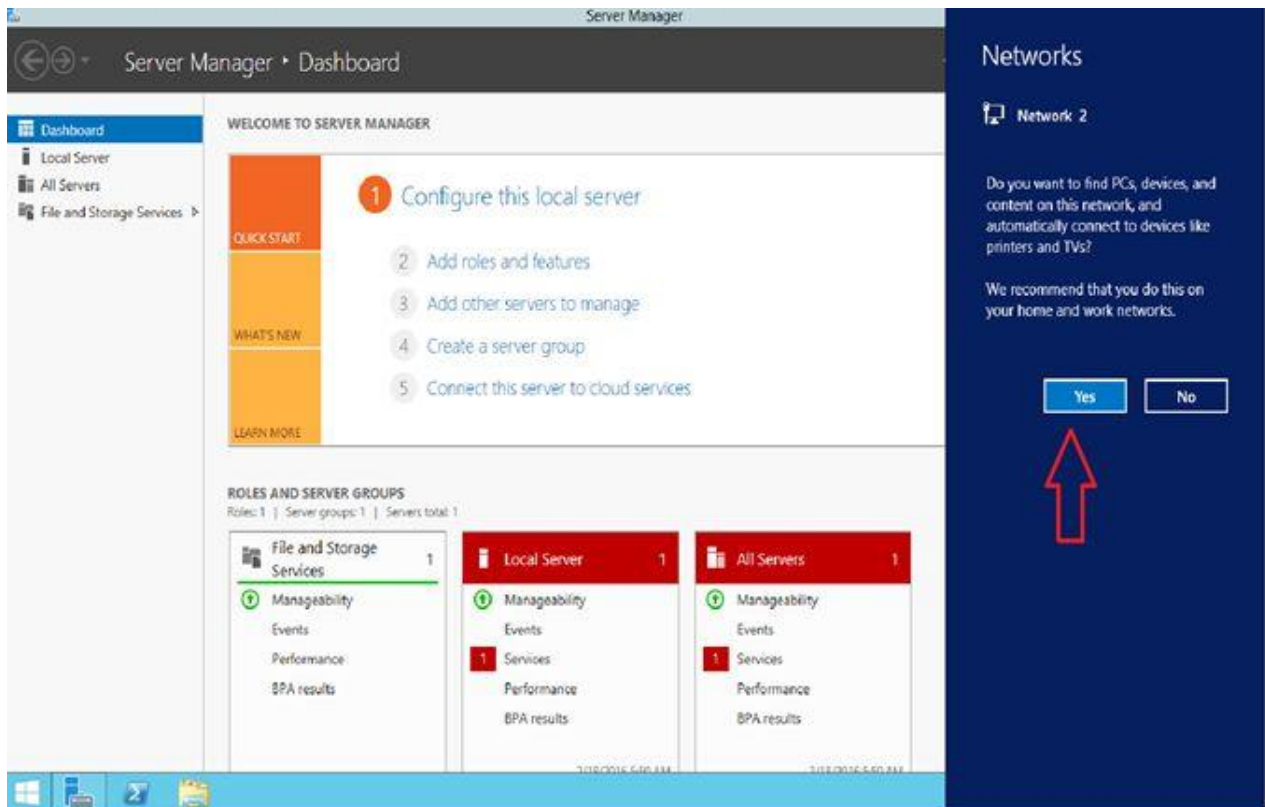 Server Manager
Server Manager • Dashboard
Dashboard
Local Server
All Servers
File and Storage Services
WELCOME TO SERVER MANAGER
QUICK START
WHAT'S NEW
LEARN MORE
1 Configure this local server
2 Add roles and features
3 Add other servers to manage
4 Create a server group
5 Connect this server to cloud services
ROLES AND SERVER GROUPS
Roles: 1 | Server groups: 1 | Servers total: 1
File and Storage
Services
1
Manageability
Events
Performance
BPA results
Local Server 1
Manageability
Events
1 Services
Performance
BPA results
All Servers 1
Manageability
Events
1 Services
Performance
BPA results
Networks
Network 2
Do you want to find PCs, devices, and
content on this network, and
automatically connect to devices like
printers and TVs?
We recommend that you do this on
your home and work networks.
Yes No